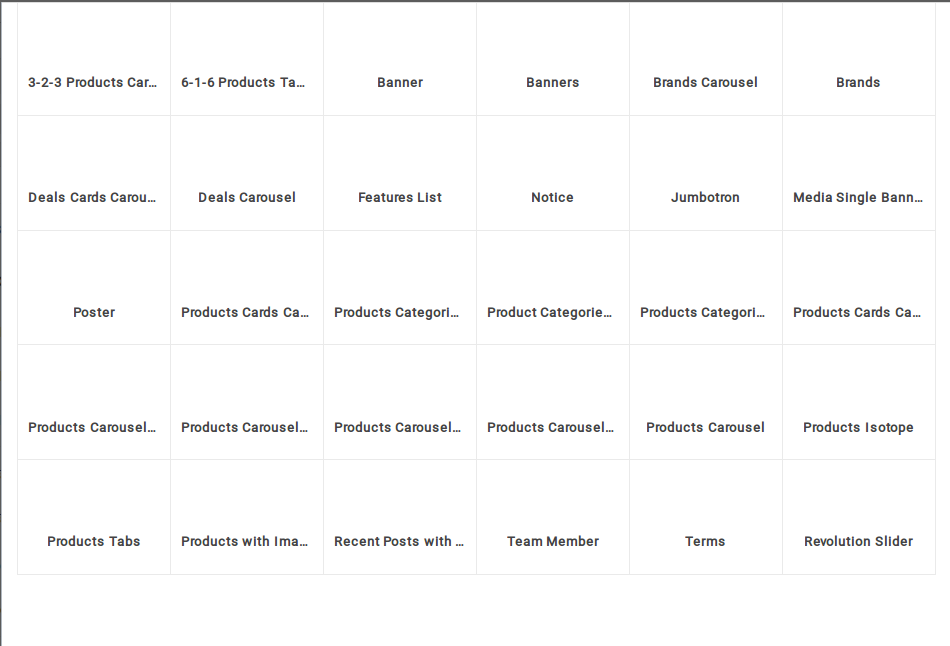 3-2-3 Products Car...
6-1-6 Products Ta...
Banner
Banners
Brands Carousel
Brands
Deals Cards Carou...
Deals Carousel
Features List
Notice
Jumbotron
Media Single Bann...
Poster
Products Cards Ca...
Products Categori...
Product Categorie...
Products Categori...
Products Cards Ca...
Products Carousel...
Products Carousel...
Products Carousel...
Products Carousel...
Products Carousel
Products Isotope
Products Tabs
Products with Ima...
Recent Posts with ...
Team Member
Terms
Revolution Slider